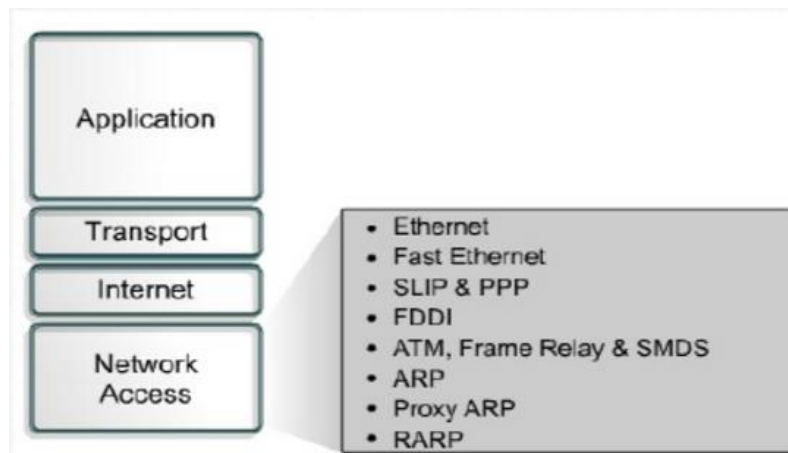 Application
Transport
Internet
Network
Access
• Ethernet
• Fast Ethernet
• SLIP & PPP
• FDDI
• ATM, Frame Relay & SMDS
• ARP
• Proxy ARP
• RARP